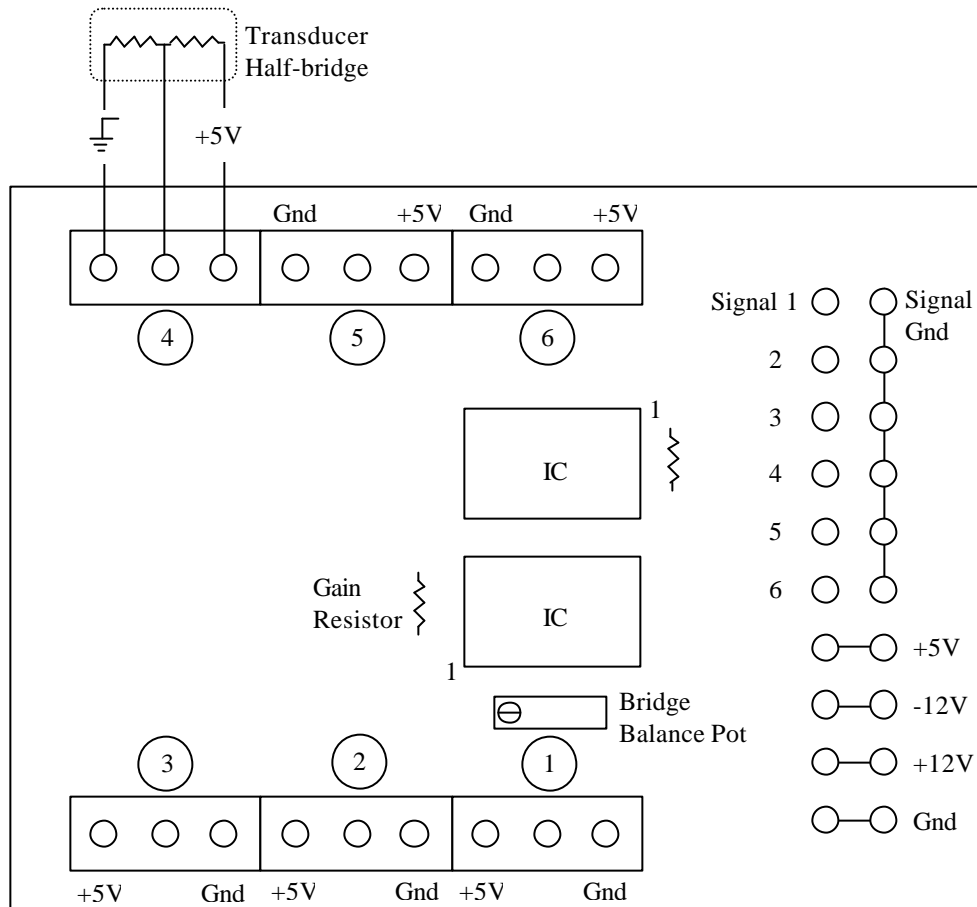 Transducer
Half-bridge
+5V
Gnd +5V Gnd +5V
4 5 6
Signal 1 Signal
Gnd
2
3
4
5
6
1
IC
Gain
Resistor
IC
1
+5V
-12V
+12V
Gnd
Bridge
Balance Pot
3 2 1
+5V Gnd +5V Gnd +5V Gnd